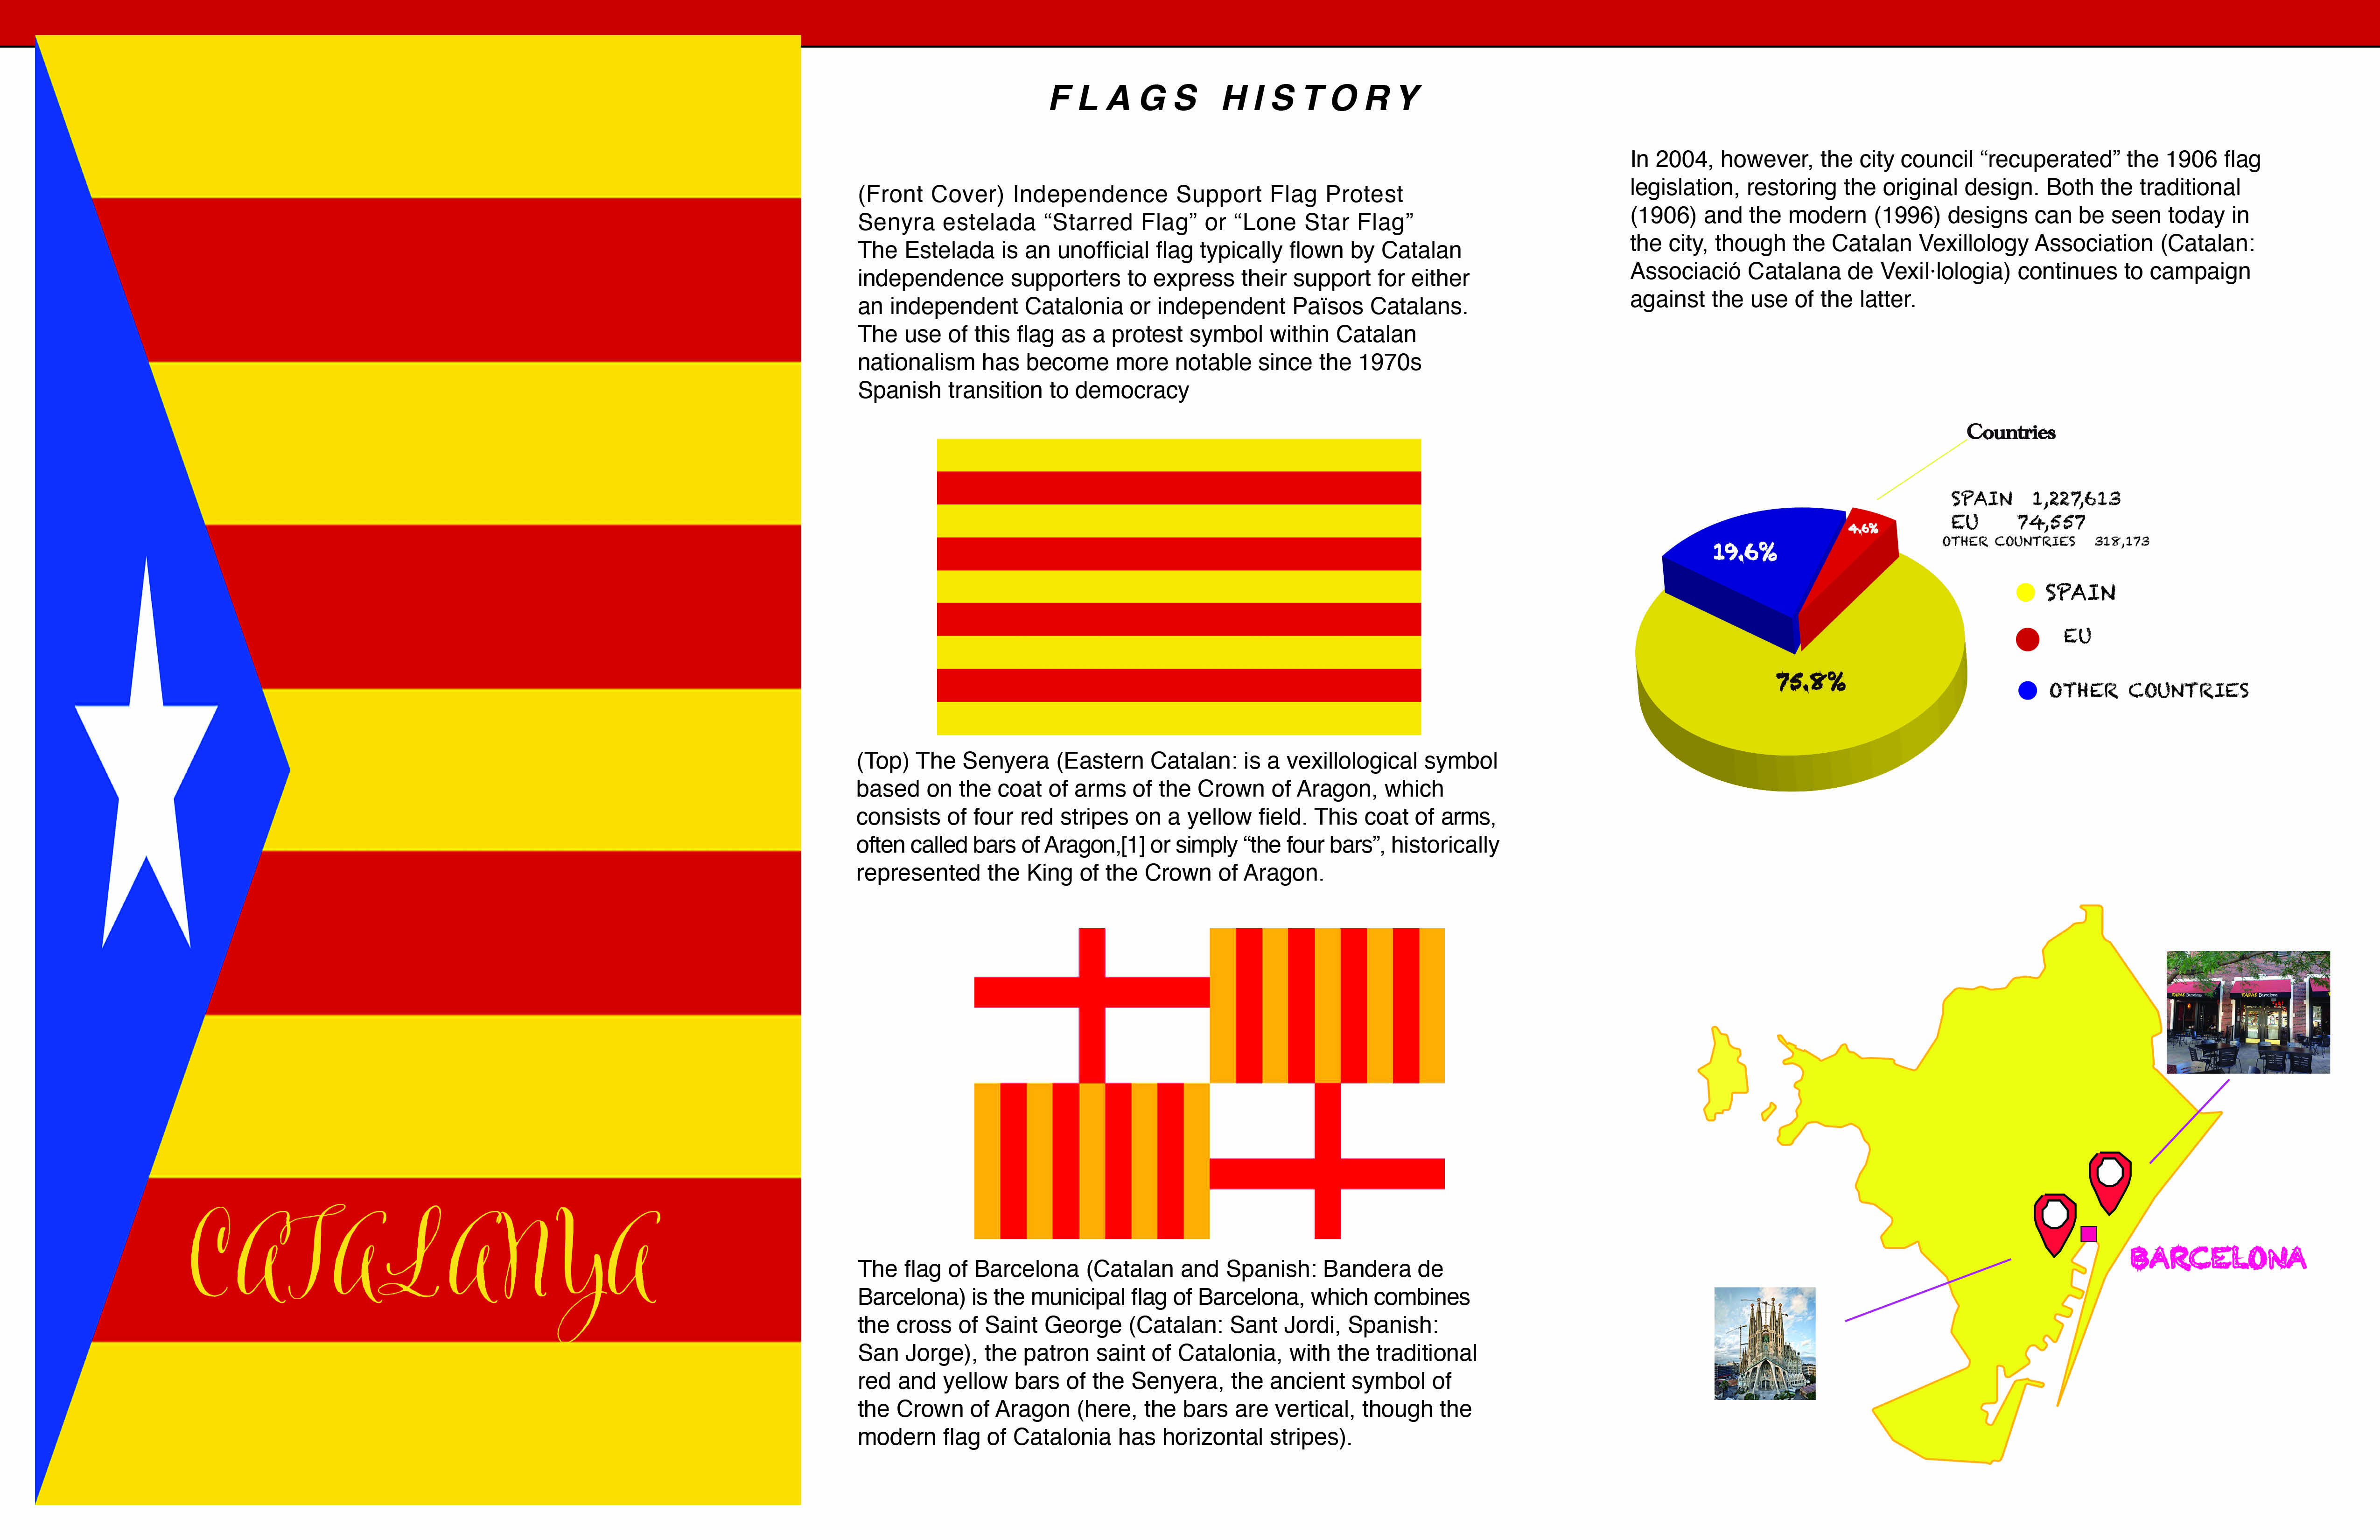 CATALANYA
FLAGS HISTORY
(Front Cover) Independence Support Flag Protest
Senyra estelada “Starred Flag” or “Lone Star Flag”
The Estelada is an unofficial flag typically flown by Catalan
independence supporters to express their support for either
an independent Catalonia or independent Països Catalans.
The use of this flag as a protest symbol within Catalan
nationalism has become more notable since the 1970s
Spanish transition to democracy
(Top) The Senyera (Eastern Catalan: is a vexillological symbol
based on the coat of arms of the Crown of Aragon, which
consists of four red stripes on a yellow field. This coat of arms,
often called bars of Aragon,[1] or simply “the four bars”, historically
represented the King of the Crown of Aragon.
The flag of Barcelona (Catalan and Spanish: Bandera de
Barcelona) is the municipal flag of Barcelona, which combines
the cross of Saint George (Catalan: Sant Jordi, Spanish:
San Jorge), the patron saint of Catalonia, with the traditional
red and yellow bars of the Senyera, the ancient symbol of
the Crown of Aragon (here, the bars are vertical, though the
modern flag of Catalonia has horizontal stripes).
In 2004, however, the city council “recuperated” the 1906 flag
legislation, restoring the original design. Both the traditional
(1906) and the modern (1996) designs can be seen today in
the city, though the Catalan Vexillology Association (Catalan:
Associació Catalana de Vexil·lologia) continues to campaign
against the use of the latter.
Countries
SPAIN 1,227,613
EU 74,557
OTHER COUNTRIES 318,173
4,6%
19,6%
75,8%
SPAIN
EU
OTHER COUNTRIES
TAPAS Barcelona
TAPAS Barcelona
BARCELONA